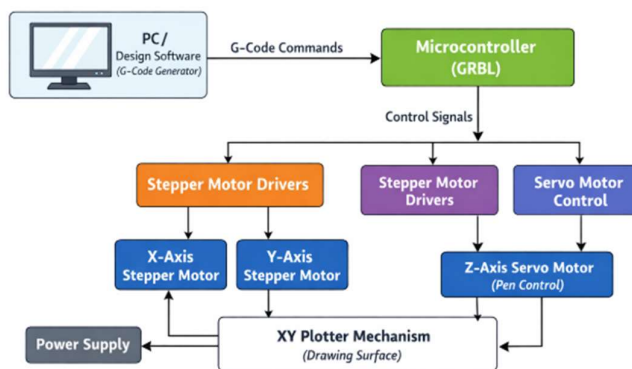 PC/
Design Software
(G-Code Generator)
G-Code Commands
Microcontroller
(GRBL)
Control Signals
Stepper Motor Drivers
Stepper Motor
Drivers
Servo Motor
Control
X-Axis
Stepper Motor
Y-Axis
Stepper Motor
Z-Axis Servo Motor
(Pen Control)
Power Supply
XY Plotter Mechanism
(Drawing Surface)